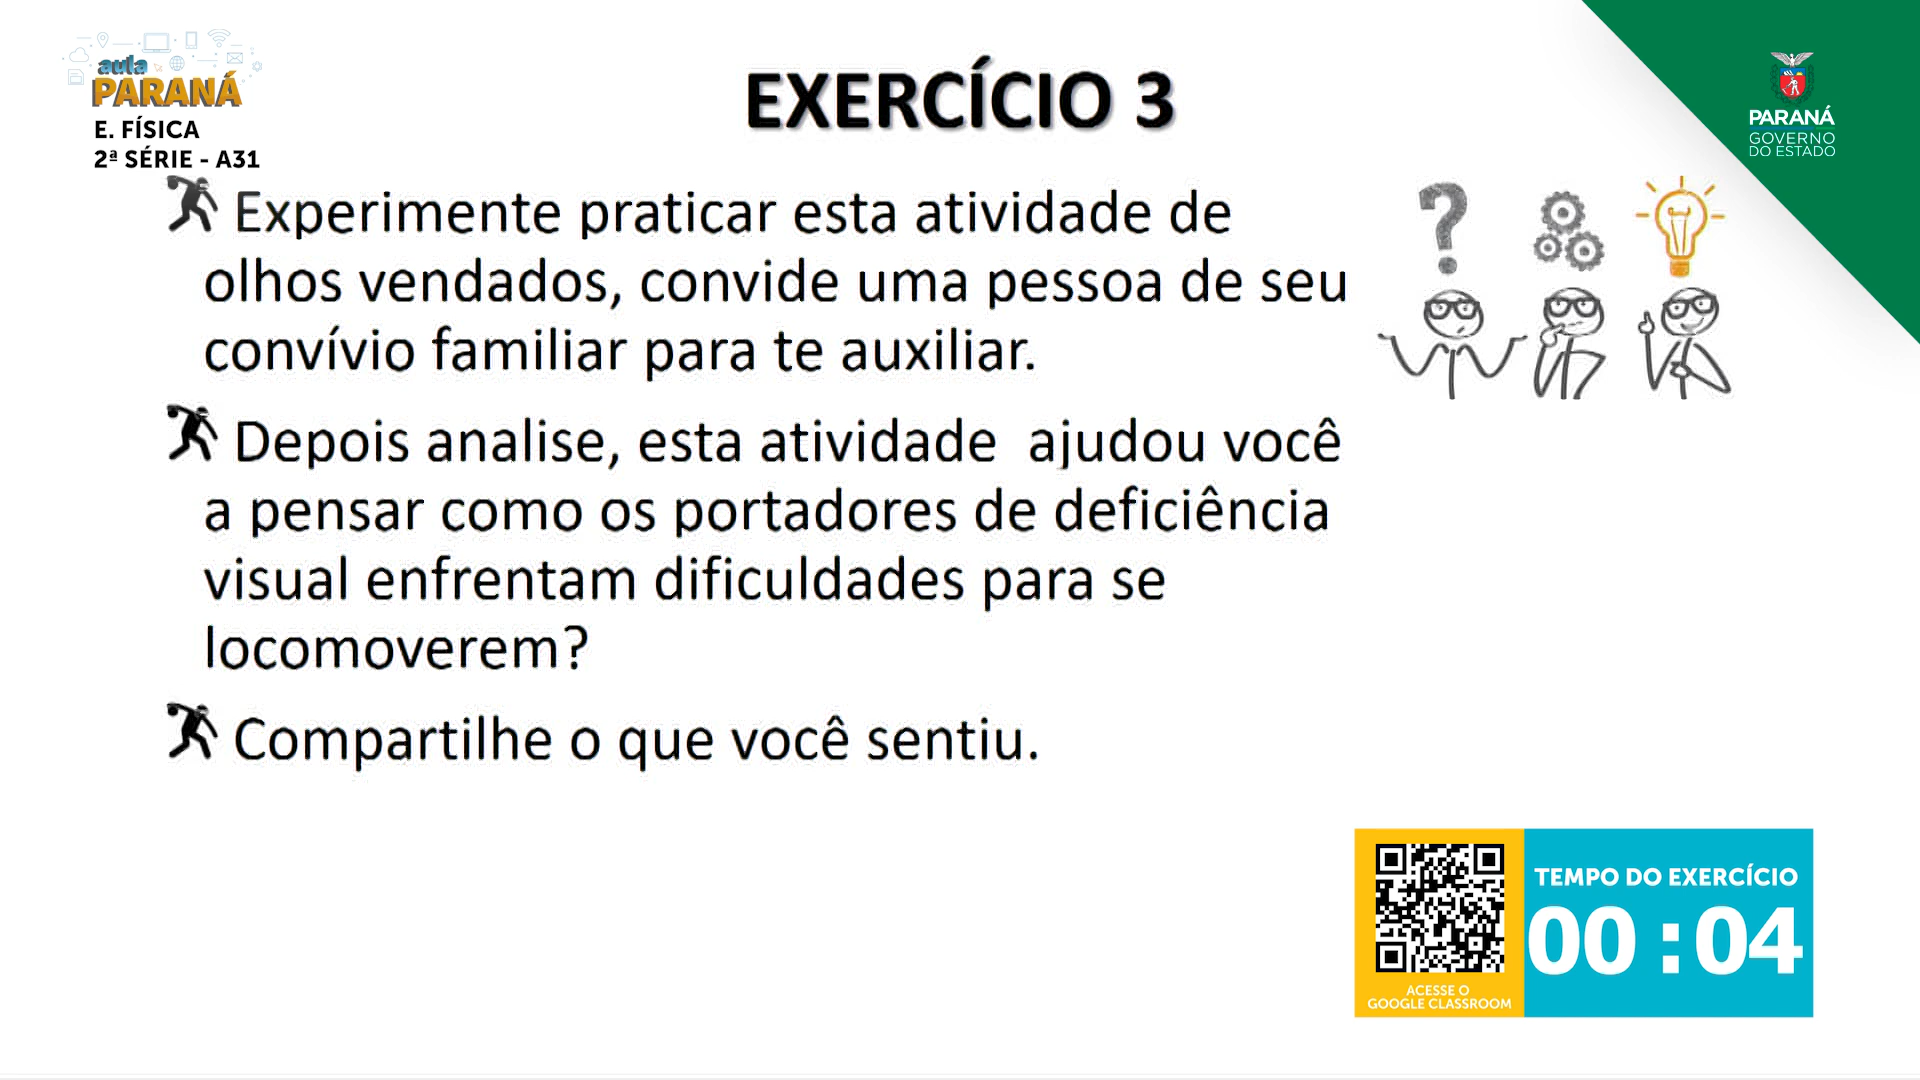 aula
PARANÁ
E. FÍSICA
2ª SÉRIE - A31
EXERCÍCIO 3
PARANÁ
GOVERNO
DO ESTADO
Experimente praticar esta atividade de
olhos vendados, convide uma pessoa de seu
convívio familiar para te auxiliar.
Depois analise, esta atividade ajudou você
a pensar como os portadores de deficiência
visual enfrentam dificuldades para se
locomoverem?
Compartilhe o que você sentiu.
ACESSE O
GOOGLE CLASSROOM
TEMPO DO EXERCÍCIO
00:04